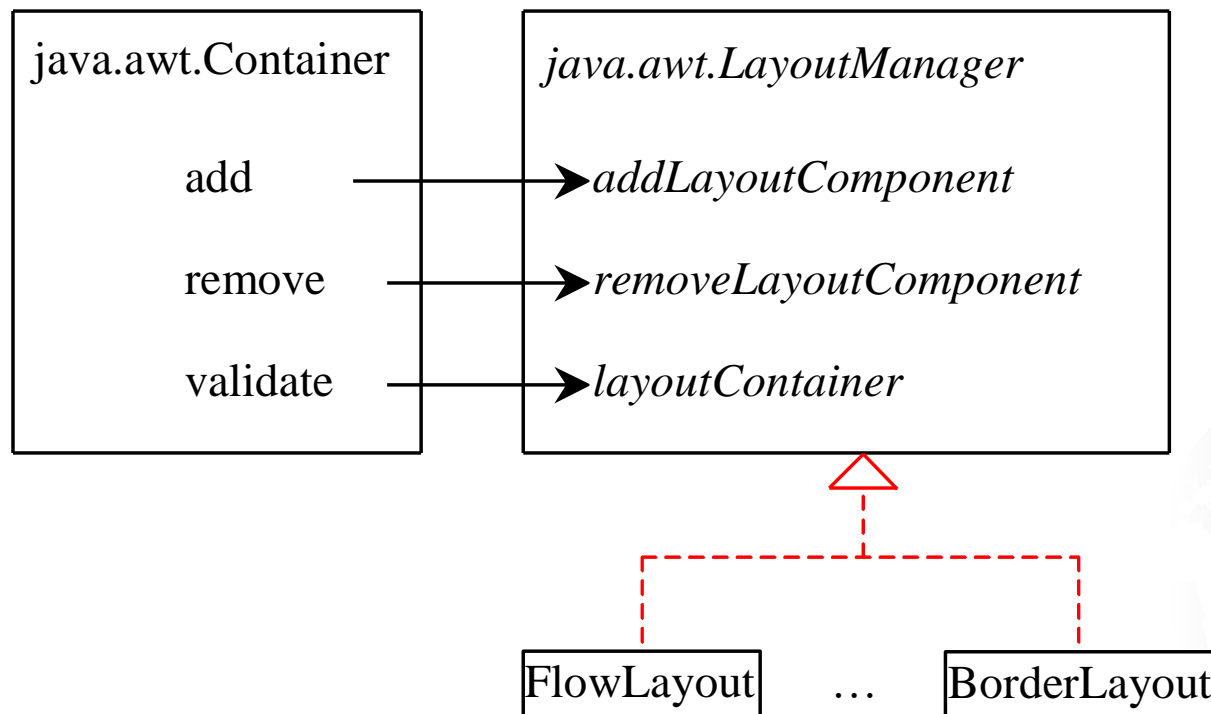 java.awt.Container
java.awt.LayoutManager
add
addLayoutComponent
remove
removeLayoutComponent
validate
layoutContainer
FlowLayout
…
BorderLayout